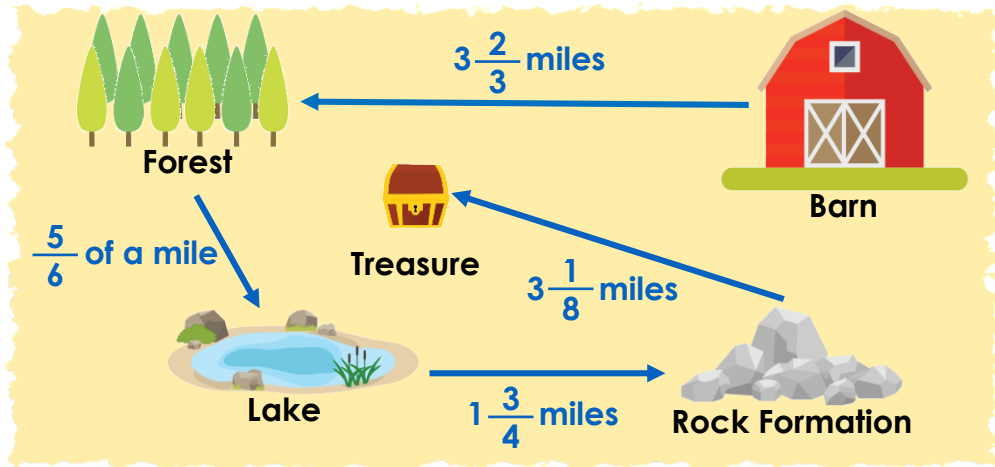 3 2/3 miles
Forest
Barn
5/6 of a mile
Treasure
3 1/8 miles
Lake
1 3/4 miles
Rock Formation